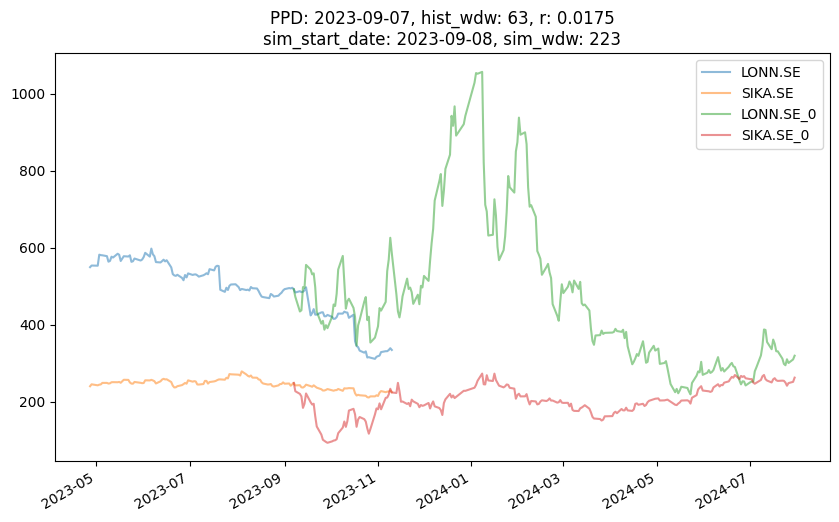 PPD: 2023-09-07, hist_wdw: 63, r: 0.0175
sim_start_date: 2023-09-08, sim_wdw: 223
LONN.SE
SIKA.SE
LONN.SE_0
SIKA.SE_0
1000
800
600
400
200
2023-05
2023-07
2023-09
2023-11
2024-01
2024-03
2024-05
2024-07